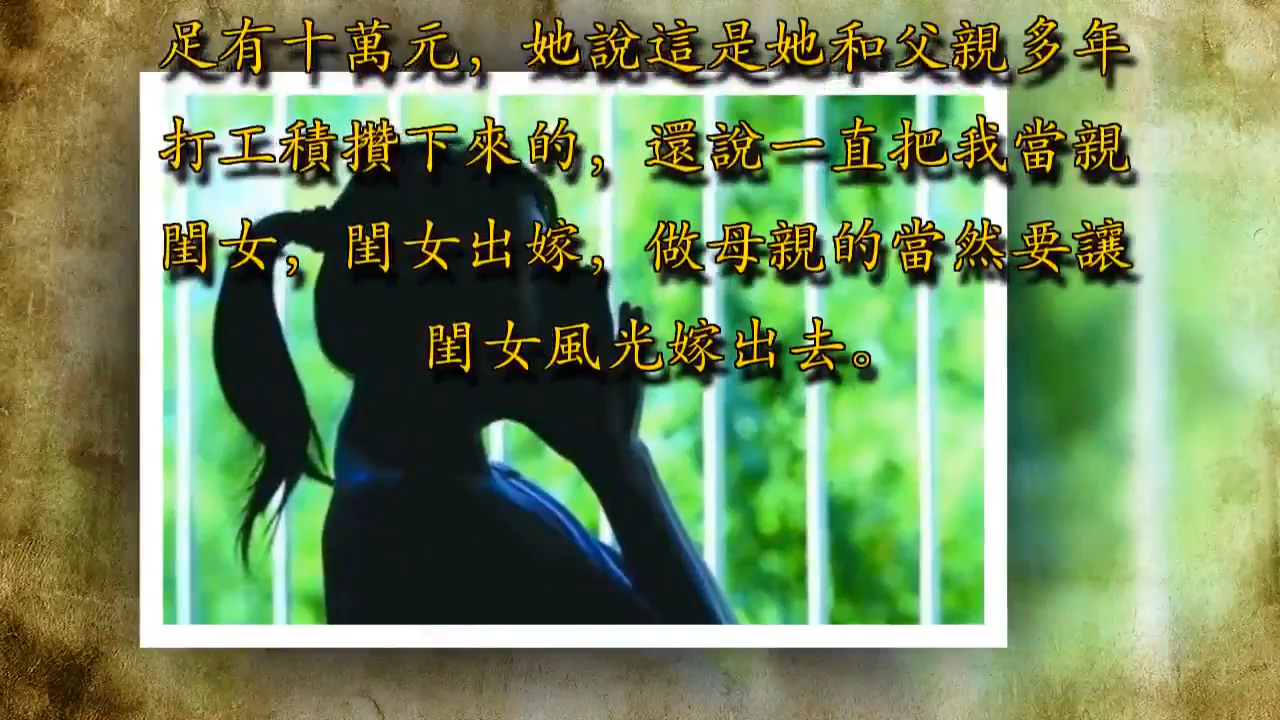 足有十萬元，她說這是她和父親多年
打工積攢下來的，還說一直把我當親
閨女，閨女出嫁，做母親的當然要讓
閨女風光嫁出去。